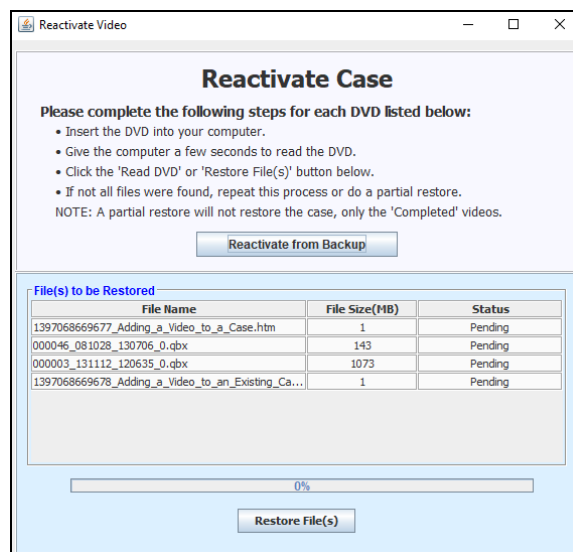 Reactivate Video
Reactivate Case
Please complete the following steps for each DVD listed below:
• Insert the DVD into your computer.
• Give the computer a few seconds to read the DVD.
• Click the 'Read DVD' or 'Restore File(s)' button below.
• If not all files were found, repeat this process or do a partial restore.
NOTE: A partial restore will not restore the case, only the 'Completed' videos.
Reactivate from Backup
File(s) to be Restored
File Name File Size(MB) Status
1397068669677_Adding_a_Video_to_a_Case.htm 1 Pending
000046_081028_130706_0.qbx 143 Pending
000003_131112_120635_0.qbx 1073 Pending
1397068669678_Adding_a_Video_to_an_Existing_Ca... 1 Pending
0%
Restore File(s)